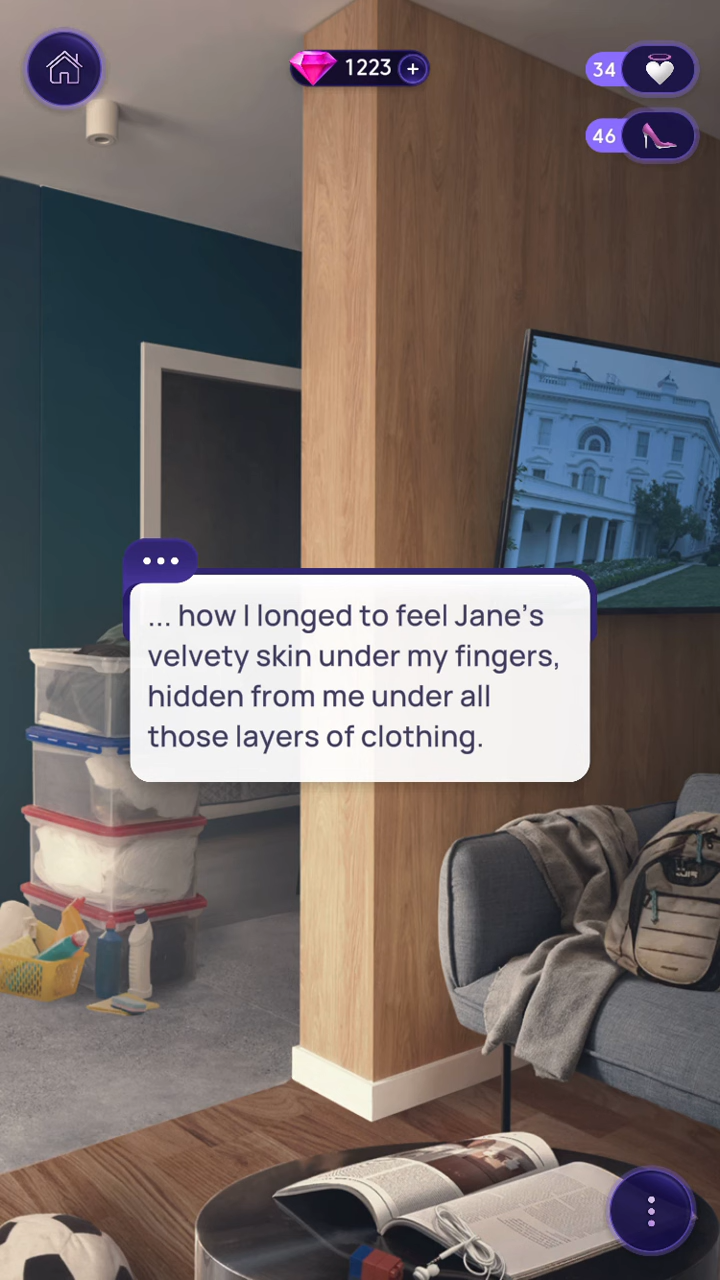 1223 +
34
46
... how I longed to feel Jane's
velvety skin under my fingers,
hidden from me under all
those layers of clothing.